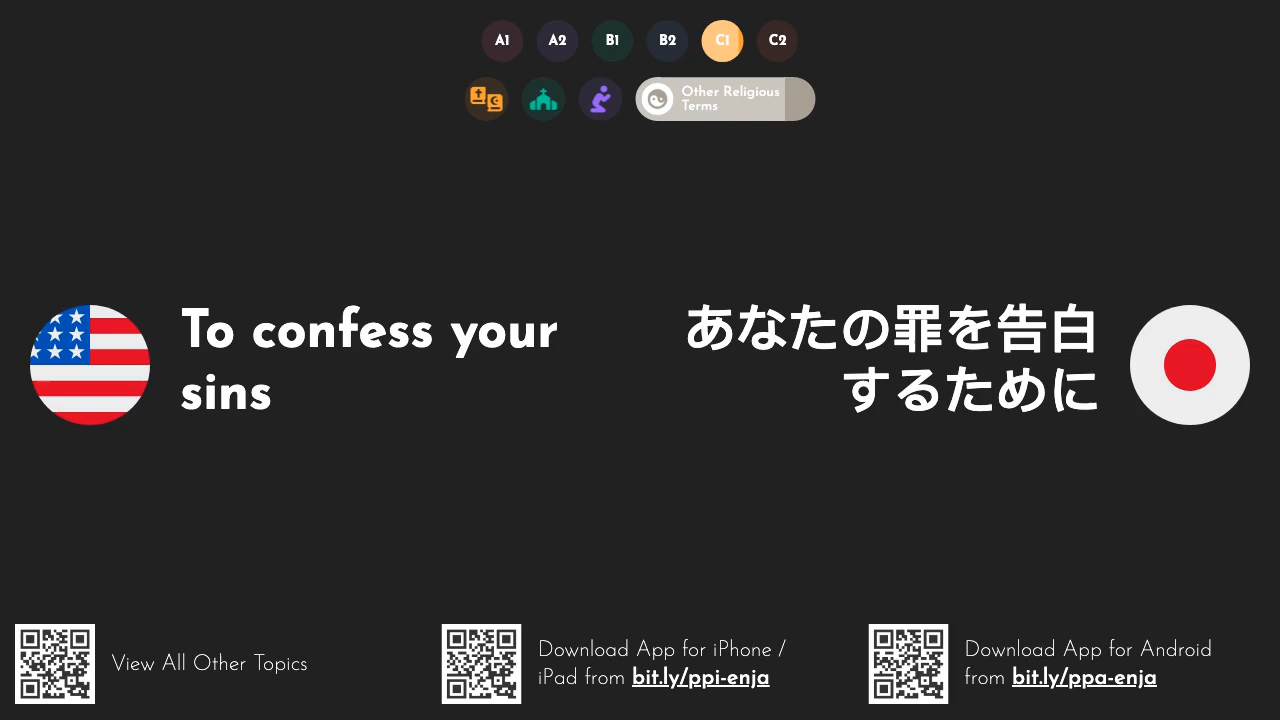 A1 A2 B1 B2 C1 C2
Other Religious
Terms
To confess your
sins
あなたの罪を告白
するために
View All Other Topics
Download App for iPhone /
iPad from bit.ly/ppi-enja
Download App for Android
from bit.ly/ppa-enja